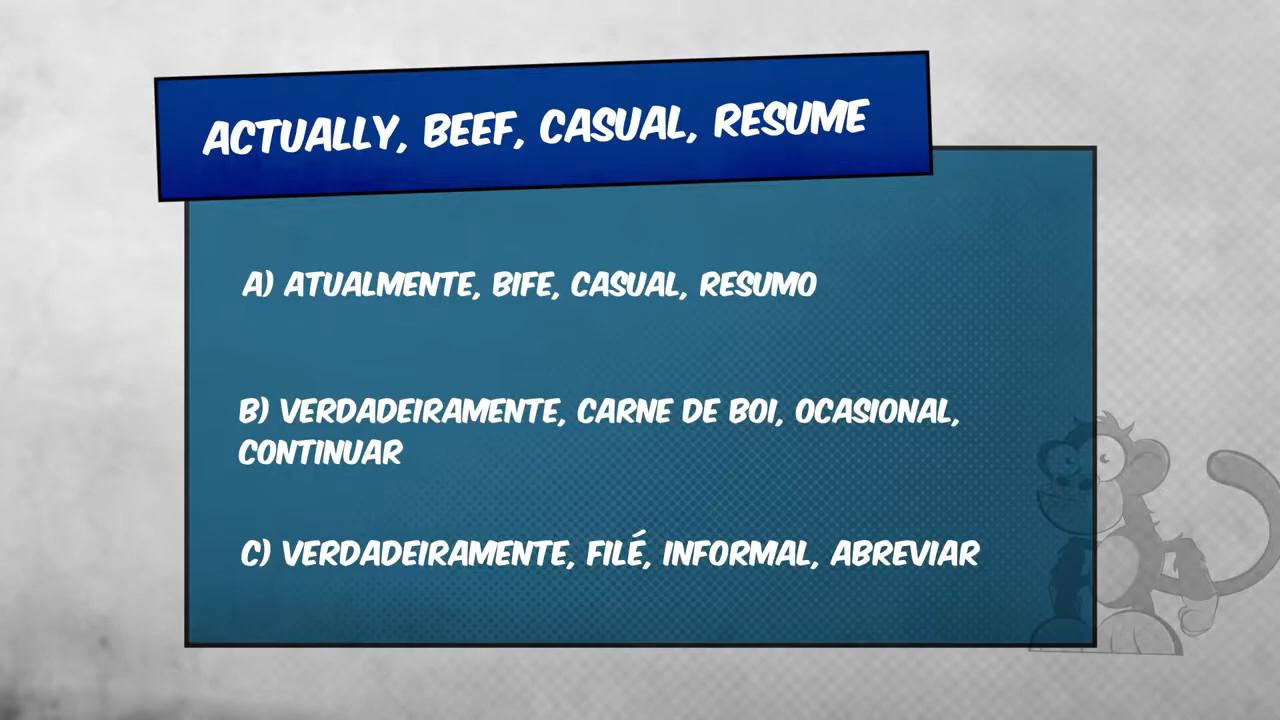 ACTUALLY, BEEF, CASUAL, RESUME
A) ATUALMENTE, BIFE, CASUAL, RESUMO
B) VERDADEIRAMENTE, CARNE DE BOI, OCASIONAL,
CONTINUAR
C) VERDADEIRAMENTE, FILÉ, INFORMAL, ABREVIAR